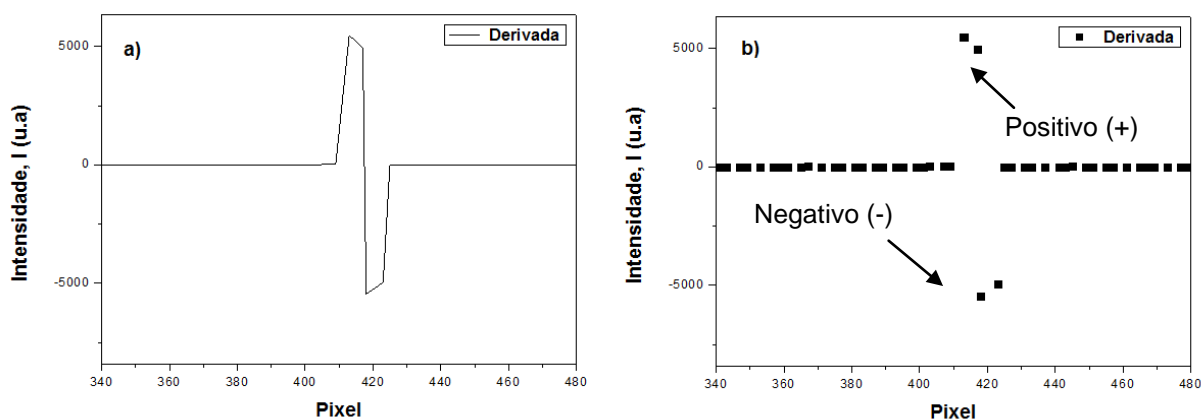 a)
Derivada
5000
0
-5000
Intensidade, I (u.a)
340 360 380 400 420 440 460 480
Pixel
b)
Derivada
5000
0
-5000
Intensidade, I (u.a)
Positivo (+)
Negativo (-)
340 360 380 400 420 440 460 480
Pixel